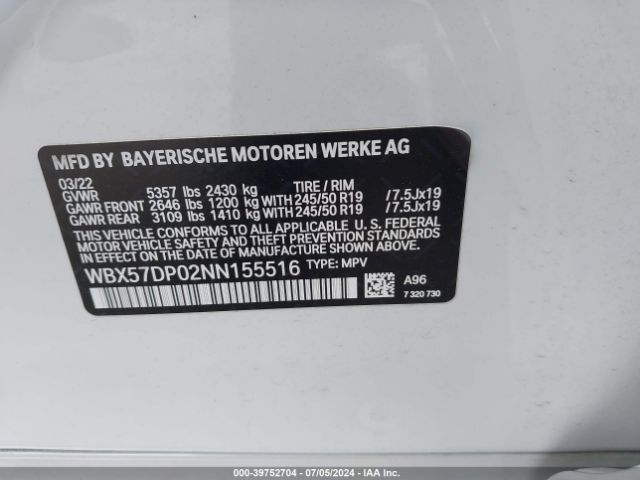 MFD BY BAYERISCHE MOTOREN WERKE AG
03/22
GVWR 5357 lbs 2430 kg TIRE / RIM
GAWR FRONT 2646 lbs 1200 kg WITH 245/50 R19 /7.5Jx19
GAWR REAR 3109 lbs 1410 kg WITH 245/50 R19 /7.5Jx19
THIS VEHICLE CONFORMS TO ALL APPLICABLE U. S. FEDERAL
MOTOR VEHICLE SAFETY, BUMPER, AND THEFT PREVENTION STANDARDS
IN EFFECT ON THE DATE OF MANUFACTURE SHOWN ABOVE.
WBX57DP02NN155516 TYPE: MPV
A96
7 320 730
000-39752704 - 07/05/2024 - IAA Inc.